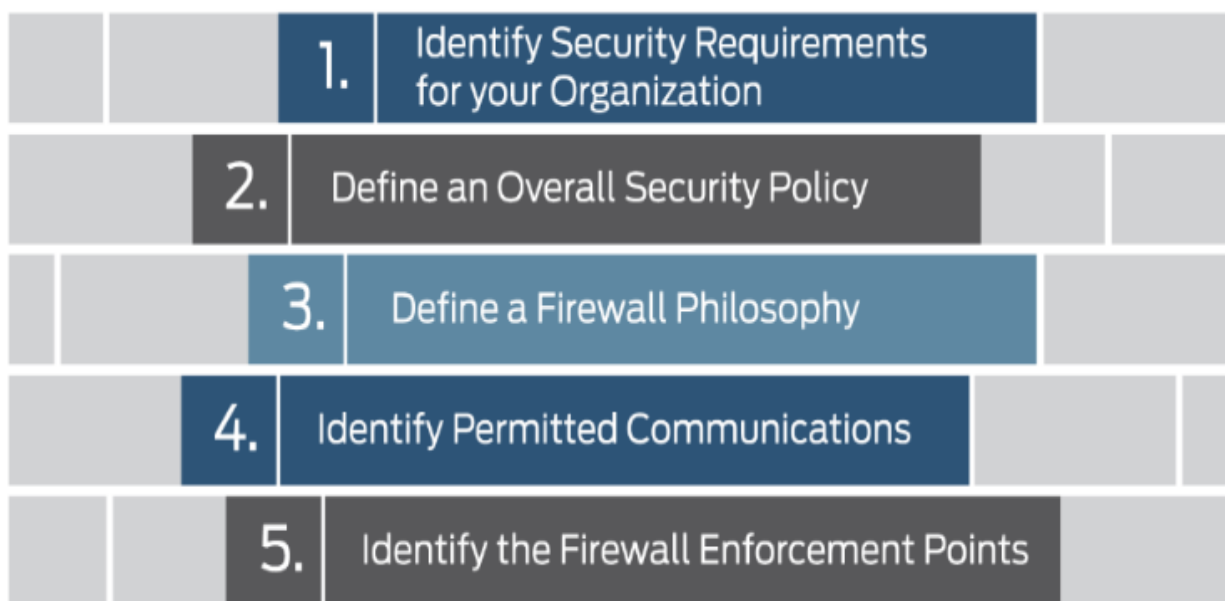 1. Identify Security Requirements
for your Organization
2. Define an Overall Security Policy
3. Define a Firewall Philosophy
4. Identify Permitted Communications
5. Identify the Firewall Enforcement Points